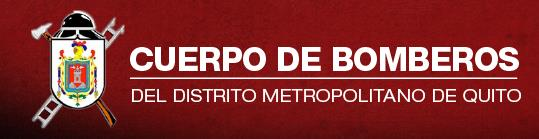 CUERPO DE BOMBEROS
DEL DISTRITO METROPOLITANO DE QUITO